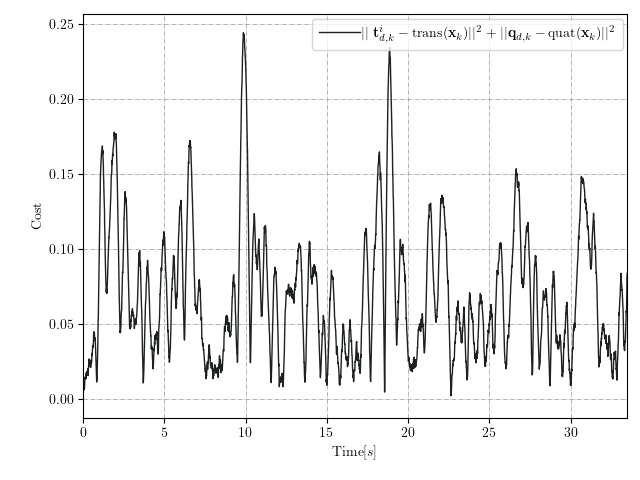 || t^i_{d,k} − trans(x_k)||^2 + ||q_{d,k} − quat(x_k)||^2
0.25
0.20
0.15
0.10
0.05
0.00
Cost
0 5 10 15 20 25 30
Time[s]